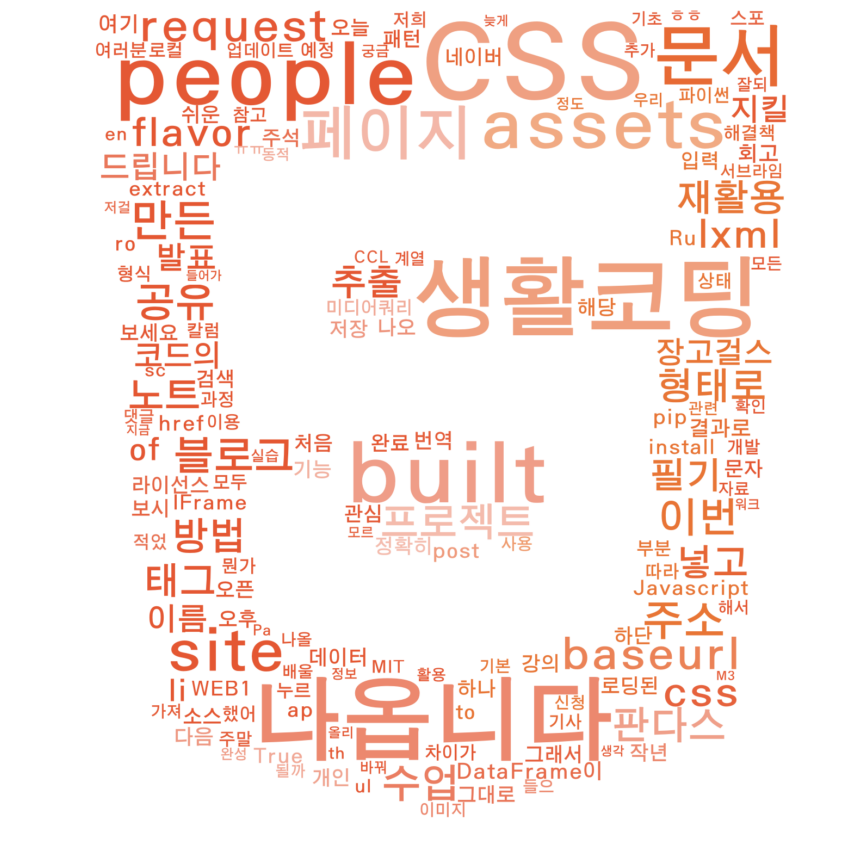 여기 request 오늘 저희 패턴 늦게 기초 ㅎㅎ 스포
여러분 로컬 업데이트 예정 궁금 네이버 추가
people CSS 문서
잘되
쉬운 참고 정도 우리 파이썬 지킬
en flavor 주석 페이지 assets 해결책
ㅠㅠ 동적 회고
드립니다 입력 서브라임
extract 재활용
저걸 만든
ro lxml
Ru
발표 CCL 계열 모든
형식 들어가 추출 생활코딩 상태
공유 미디어쿼리 해당
보세요 칼럼 저장 나오
코드의 장고걸스
sc 검색 형태로
노트 과정 관련 확인
댓글 href 이용 pip 결과로
지금
of 블로그 실습 처음 완료 번역 install 개발
기능 built 필기 문자
라이선스 모두 자료
보시 IFrame 관심 프로젝트 이번 워크
적었 방법 모르 정확히 post 사용
뭔가 부분 넣고
태그 오픈 따라
Javascript
이름 오후 주소 해서
Pa 나올 하단
site 데이터 MIT 기본 강의 baseurl
배울 정보 활용
li WEB1 누르 하나 로딩된 css M3
가져 소스 했어 ap 나옵니다 to 신청 판다스
기사
다음 주말 올리
완성 True th 차이가 그래서 생각 작년
될까 바꿔 DataFrame이
개인 ul 수업 그대로 들으
이미지